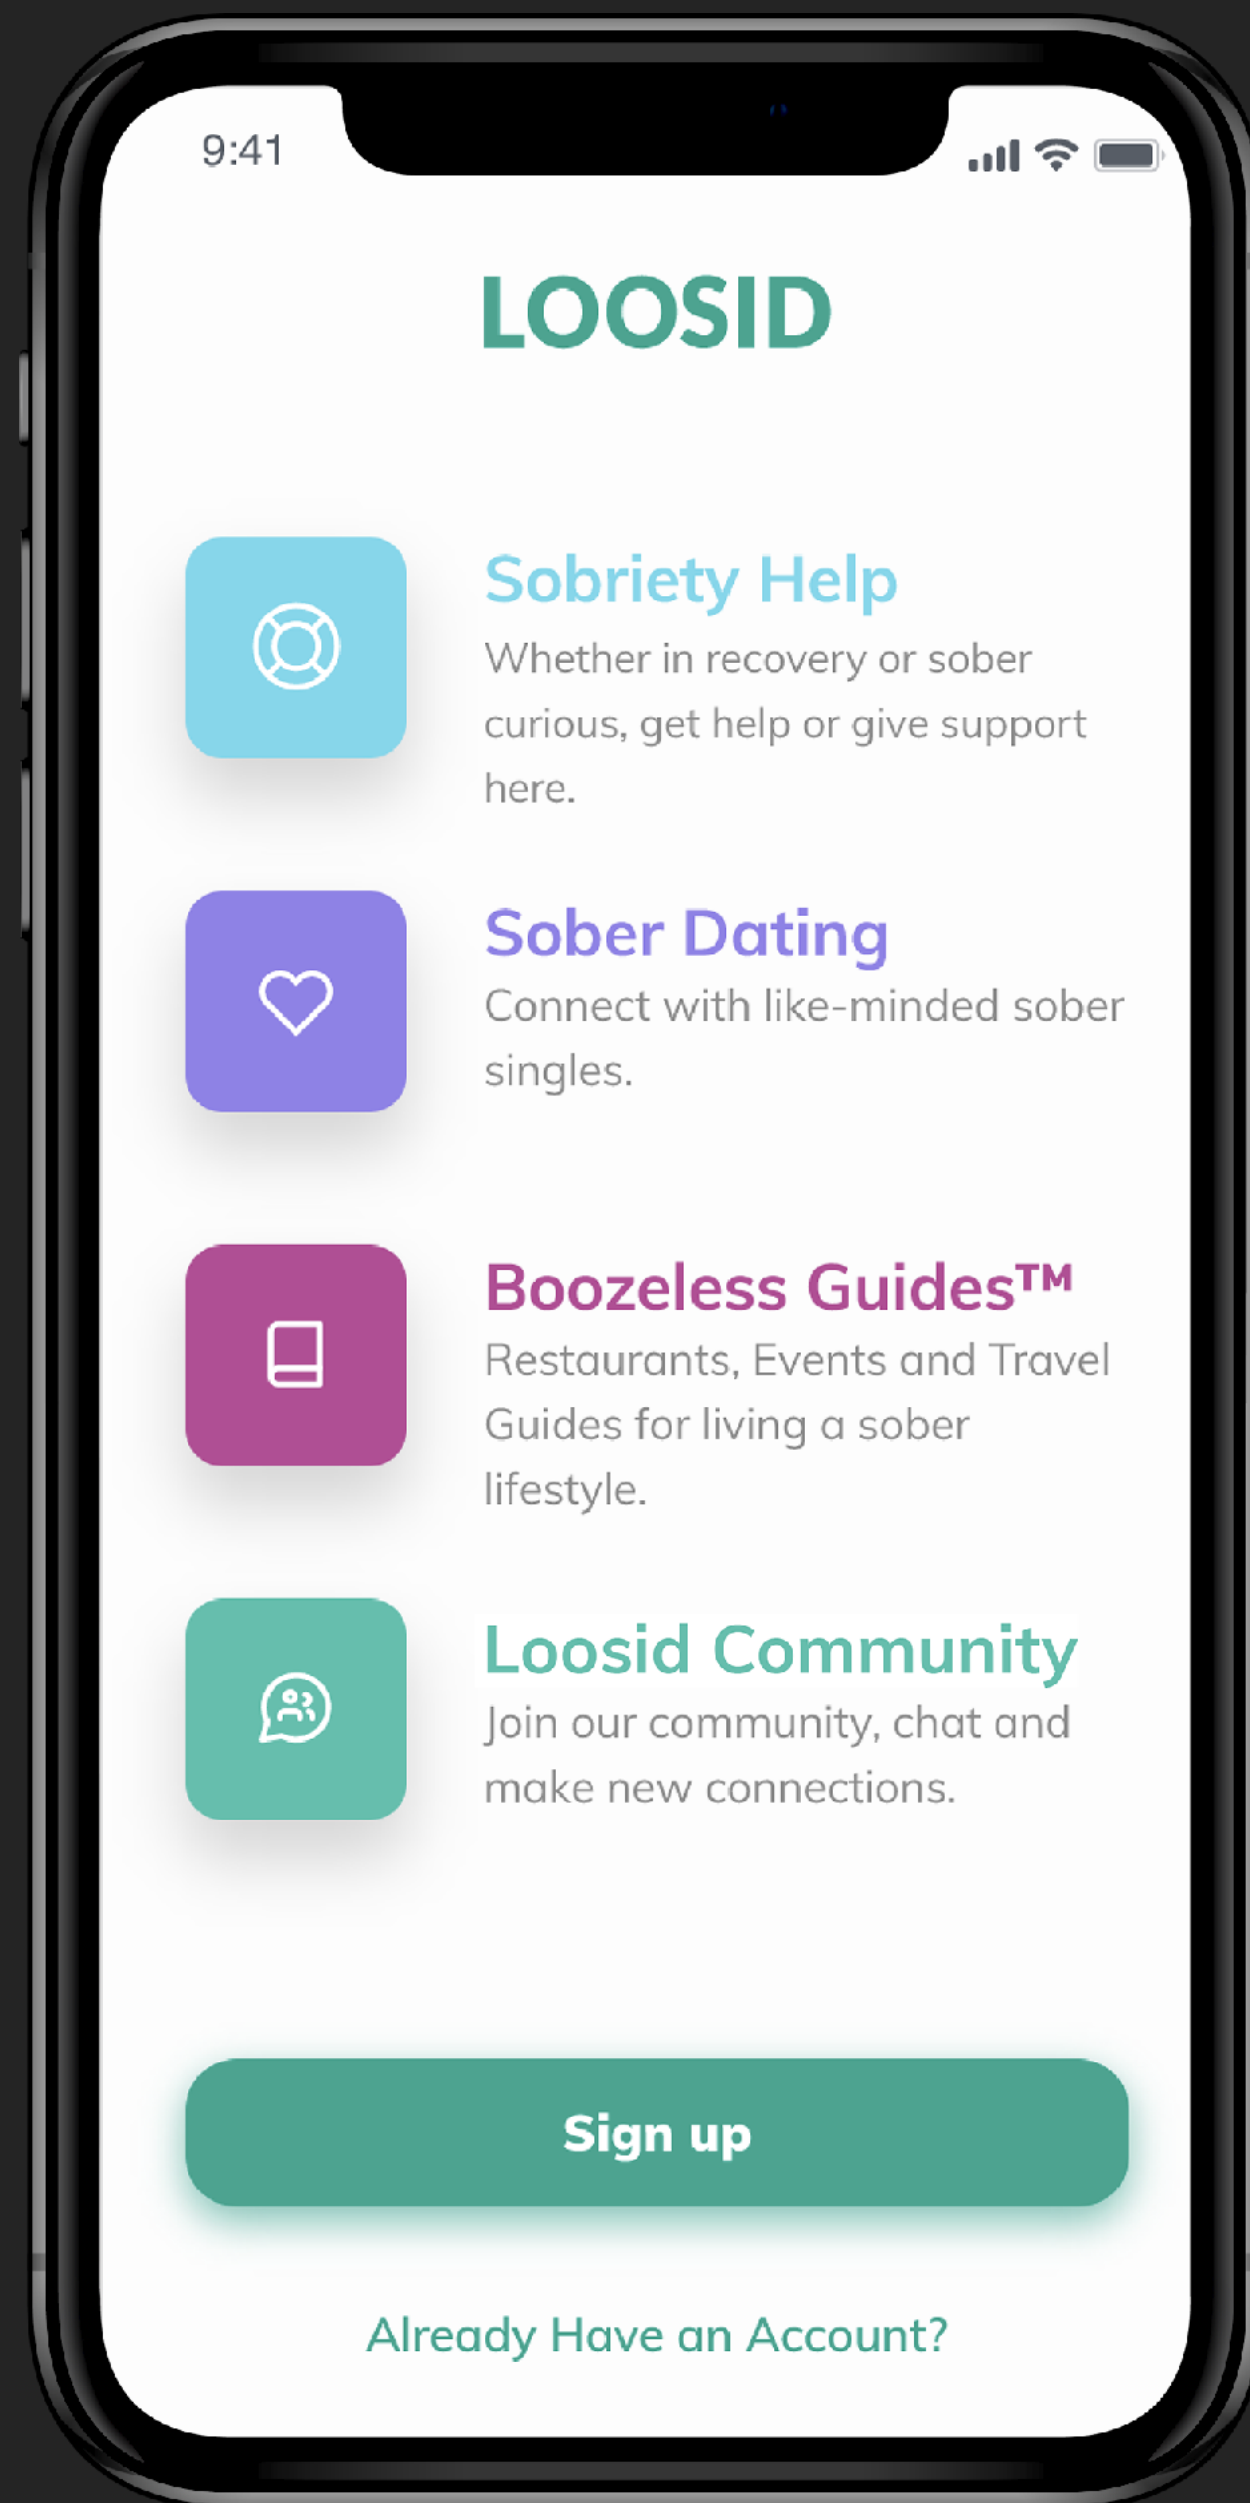 9:41
LOOSID
Sobriety Help
Whether in recovery or sober
curious, get help or give support
here.
Sober Dating
Connect with like-minded sober
singles.
Boozeless Guides™
Restaurants, Events and Travel
Guides for living a sober
lifestyle.
Loosid Community
Join our community, chat and
make new connections.
Sign up
Already Have an Account?